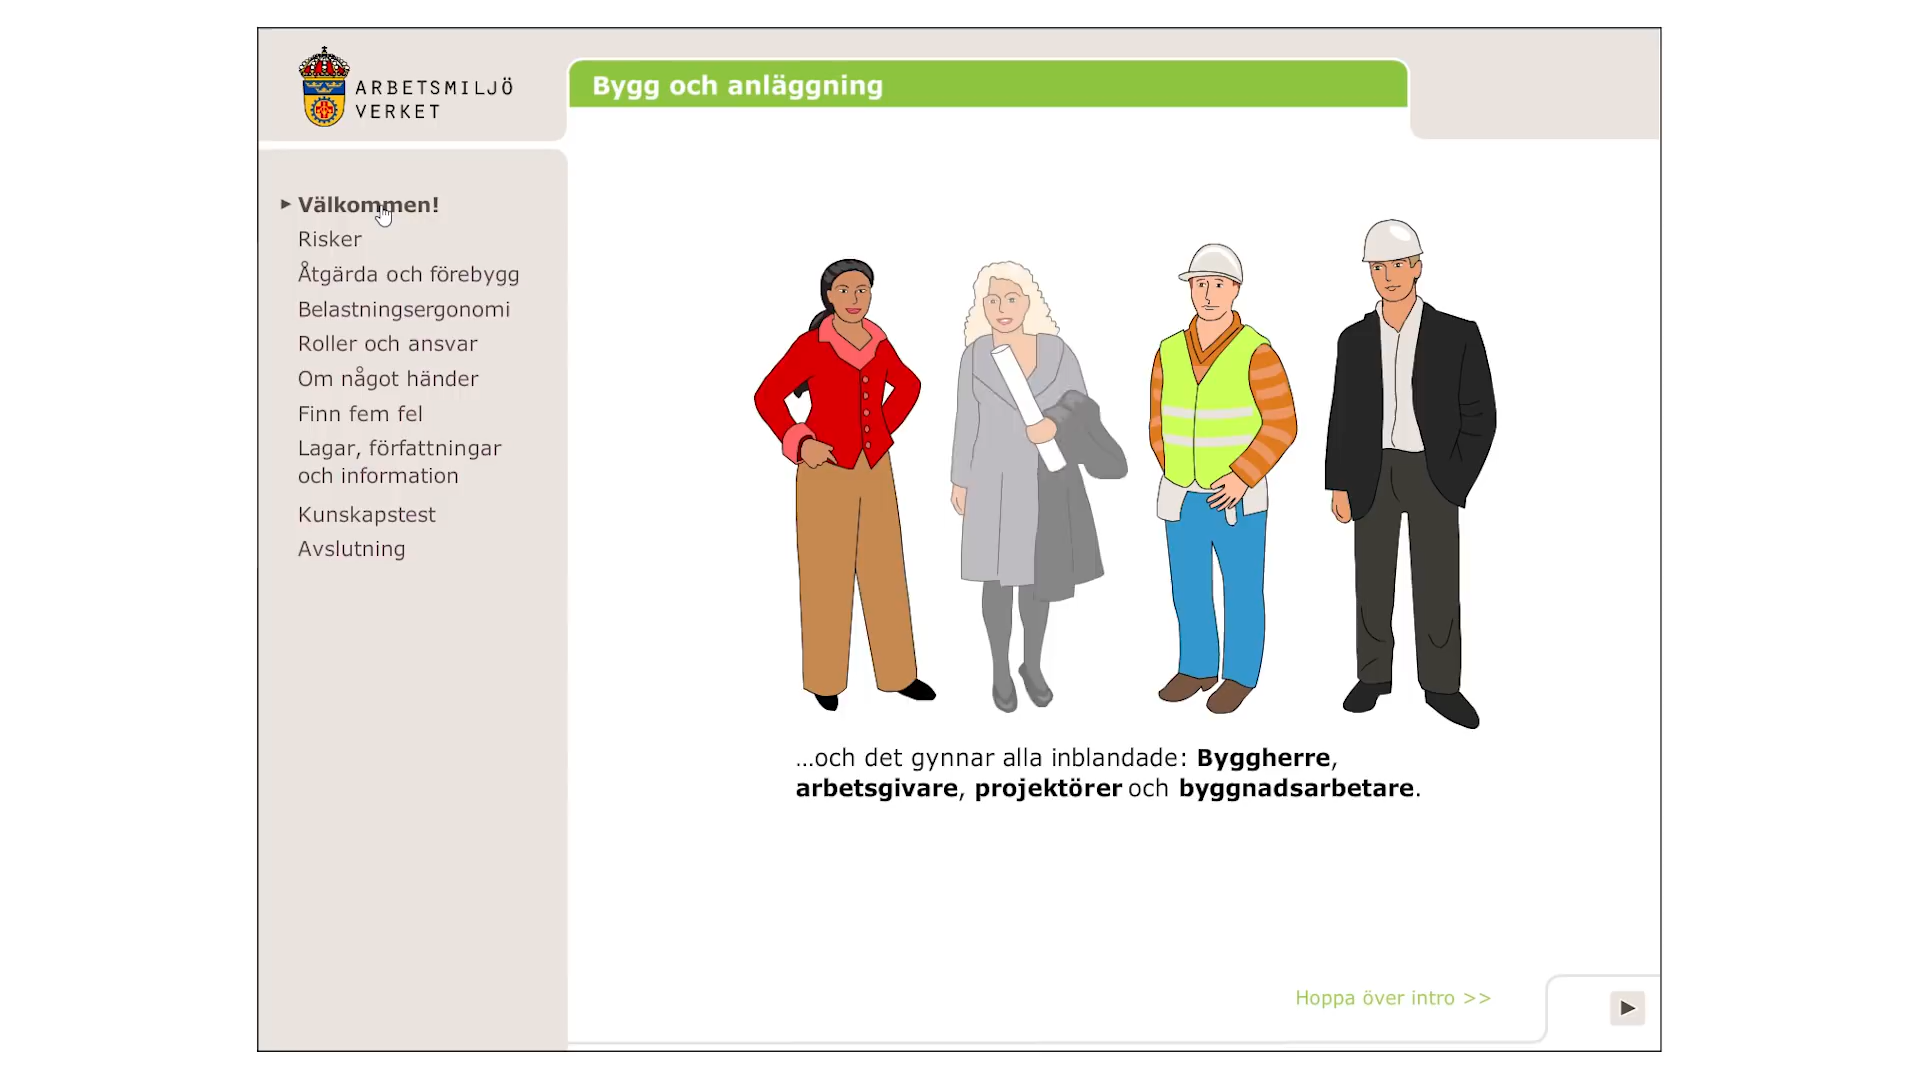 ARBETSMILJÖ
VERKET
Bygg och anläggning
Välkommen!
Risker
Åtgärda och förebygg
Belastningsergonomi
Roller och ansvar
Om något händer
Finn fem fel
Lagar, författningar
och information
Kunskapstest
Avslutning
...och det gynnar alla inblandade: Byggherre,
arbetsgivare, projektörer och byggnadsarbetare.
Hoppa över intro >>